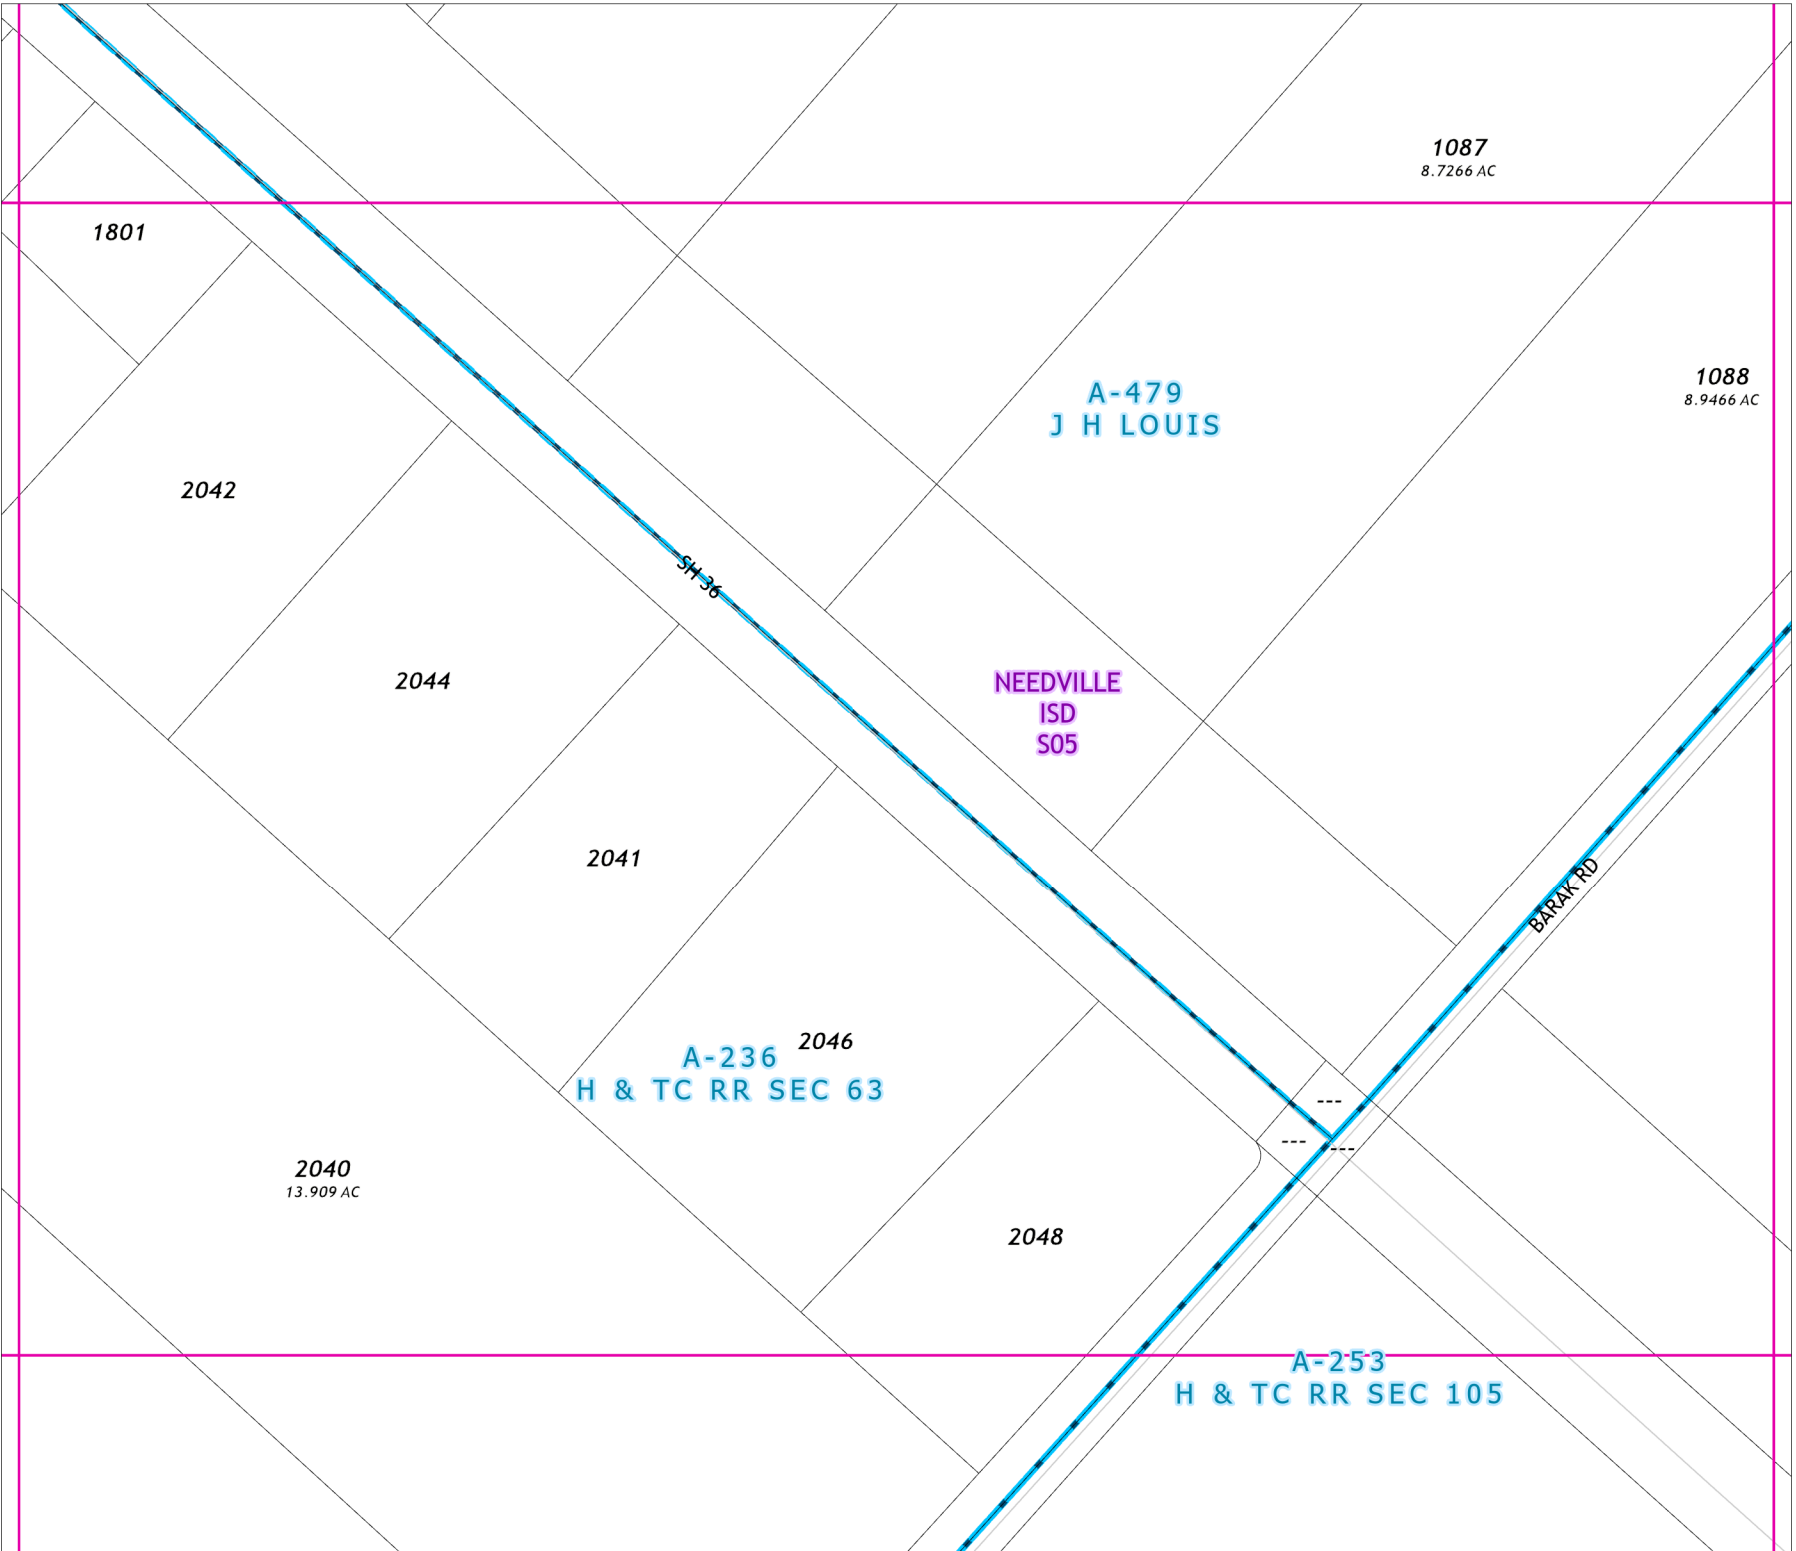 1087
8.7266 AC
1801
1088
8.9466 AC
A-479
J H LOUIS
2042
SH 36
2044
NEEDVILLE
ISD
S05
2041
BARAK RD
2046
A-236
H & TC RR SEC 63
---
---
---
2040
13.909 AC
2048
A-253
H & TC RR SEC 105